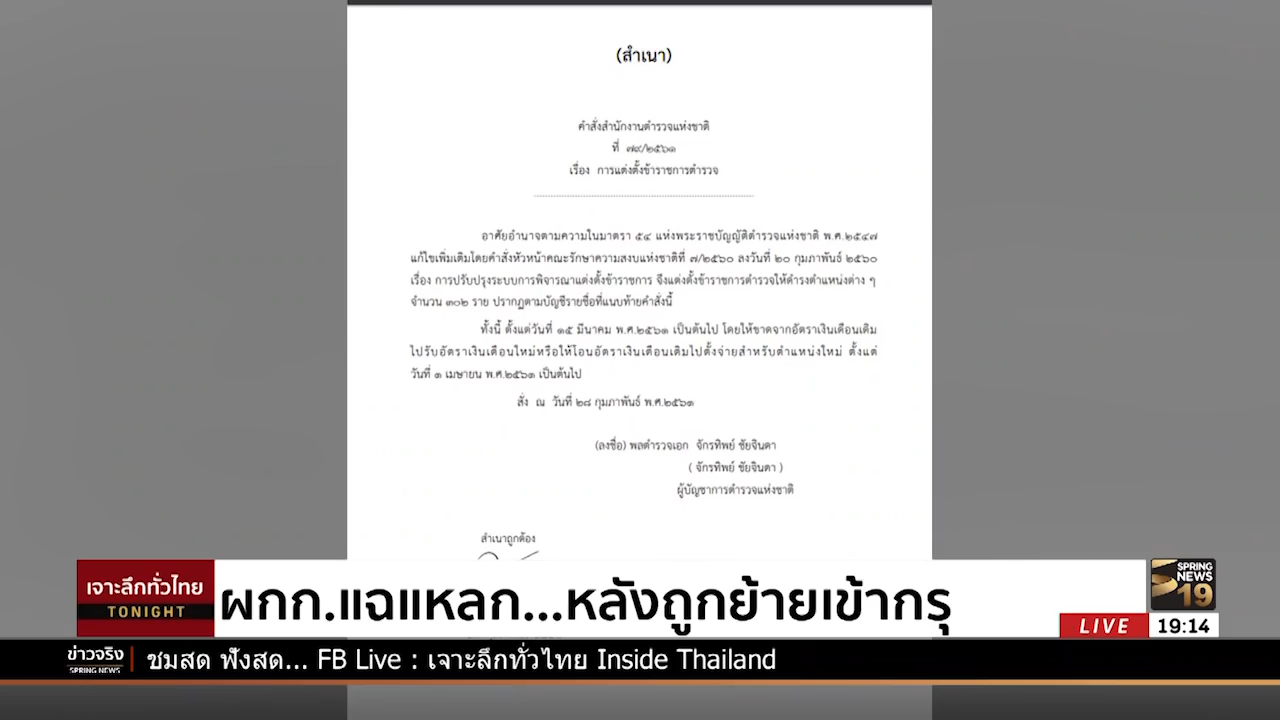 (สำเนา)
คำสั่งสำนักงานตำรวจแห่งชาติ
ที่ ๗๙/๒๕๖๑
เรื่อง การแต่งตั้งข้าราชการตำรวจ
อาศัยอำนาจตามความในมาตรา ๕๔ แห่งพระราชบัญญัติตำรวจแห่งชาติ พ.ศ.๒๕๔๗
แก้ไขเพิ่มเติมโดยคำสั่งหัวหน้าคณะรักษาความสงบแห่งชาติที่ ๗/๒๕๖๐ ลงวันที่ ๒๐ กุมภาพันธ์ ๒๕๖๐
เรื่อง การปรับปรุงระบบการพิจารณาแต่งตั้งข้าราชการ จึงแต่งตั้งข้าราชการตำรวจให้ดำรงตำแหน่งต่าง ๆ
จำนวน ๓๐๒ ราย ปรากฏตามบัญชีรายชื่อที่แนบท้ายคำสั่งนี้
ทั้งนี้ ตั้งแต่วันที่ ๑๕ มีนาคม พ.ศ.๒๕๖๑ เป็นต้นไป โดยให้ขาดจากอัตราเงินเดือนเดิม
ไปรับอัตราเงินเดือนใหม่หรือให้โอนอัตราเงินเดือนเดิมไปตั้งจ่ายสำหรับตำแหน่งใหม่ ตั้งแต่
วันที่ ๑ เมษายน พ.ศ.๒๕๖๑ เป็นต้นไป
สั่ง ณ วันที่ ๒๘ กุมภาพันธ์ พ.ศ.๒๕๖๑
(ลงชื่อ) พลตำรวจเอก จักรทิพย์ ชัยจินดา
( จักรทิพย์ ชัยจินดา )
ผู้บัญชาการตำรวจแห่งชาติ
สำเนาถูกต้อง
เจาะลึกทั่วไทย
TONIGHT
ผกก.แฉแหลก...หลังถูกย้ายเข้ากรุ
SPRING
NEWS
19
LIVE 19:14
ข่าวจริง
SPRING NEWS
ชมสด ฟังสด... FB Live : เจาะลึกทั่วไทย Inside Thailand